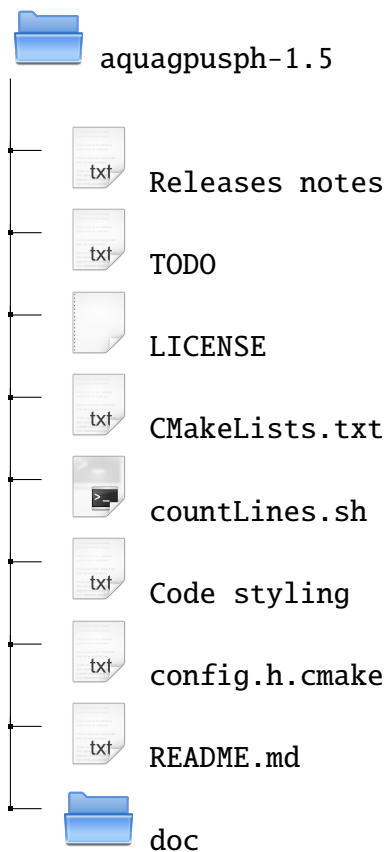 aquagpusph-1.5
txt
Releases notes
txt
TODO
LICENSE
txt
CMakeLists.txt
>_
countLines.sh
txt
Code styling
txt
config.h.cmake
txt
README.md
doc